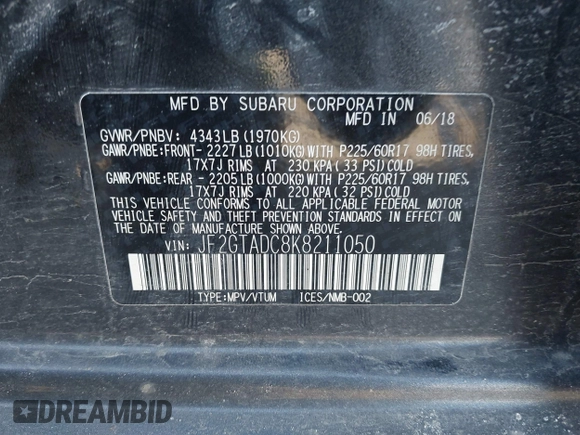 MFD BY SUBARU CORPORATION
MFD IN 06/18
GVWR/PNBV: 4343LB(1970KG)
GAWR/PNBE:FRONT- 2227LB(1010KG)WITH P225/60R17 98H TIRES,
17X7J RIMS AT 230KPA(33 PSI)COLD
GAWR/PNBE:REAR - 2205LB(1000KG)WITH P225/60R17 98H TIRES,
17X7J RIMS AT 220KPA(32 PSI)COLD
THIS VEHICLE CONFORMS TO ALL APPLICABLE FEDERAL MOTOR
VEHICLE SAFETY AND THEFT PREVENTION STANDARDS IN EFFECT
ON THE DATE OF MANUFACTURE SHOWN ABOVE.
VIN: JF2GTADC8K8211050
TYPE:MPV/VTUM ICES/NMB-002
DREAMBID